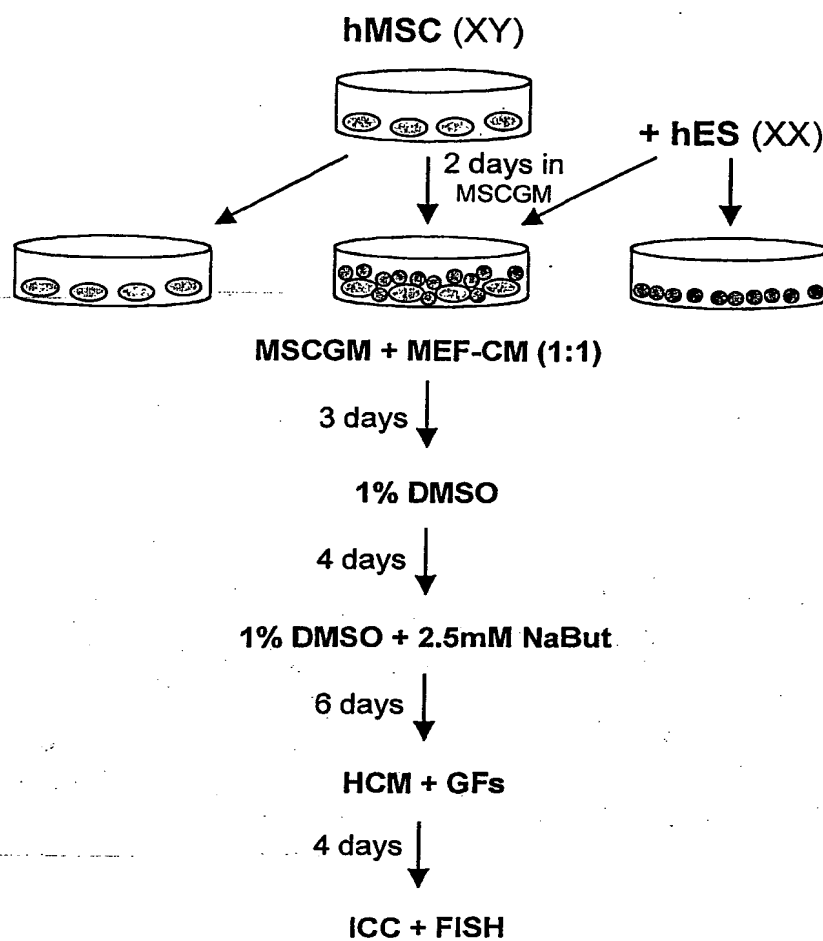 hMSC (XY)
+ hES (XX)
2 days in
MSCGM
MSCGM + MEF-CM (1:1)
3 days
1% DMSO
4 days
1% DMSO + 2.5mM NaBut
6 days
HCM + GFs
4 days
ICC + FISH